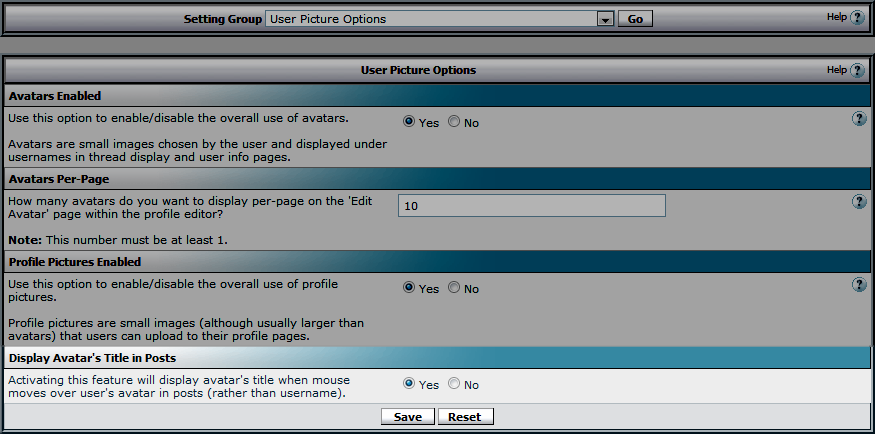 Setting Group User Picture Options Go Help ?
User Picture Options Help ?
Avatars Enabled
Use this option to enable/disable the overall use of avatars. Yes No ?
Avatars are small images chosen by the user and displayed under
usernames in thread display and user info pages.
Avatars Per-Page
How many avatars do you want to display per-page on the 'Edit
Avatar' page within the profile editor? 10 ?
Note: This number must be at least 1.
Profile Pictures Enabled
Use this option to enable/disable the overall use of profile
pictures. Yes No ?
Profile pictures are small images (although usually larger than
avatars) that users can upload to their profile pages.
Display Avatar's Title in Posts
Activating this feature will display avatar's title when mouse
moves over user's avatar in posts (rather than username). Yes No
Save Reset